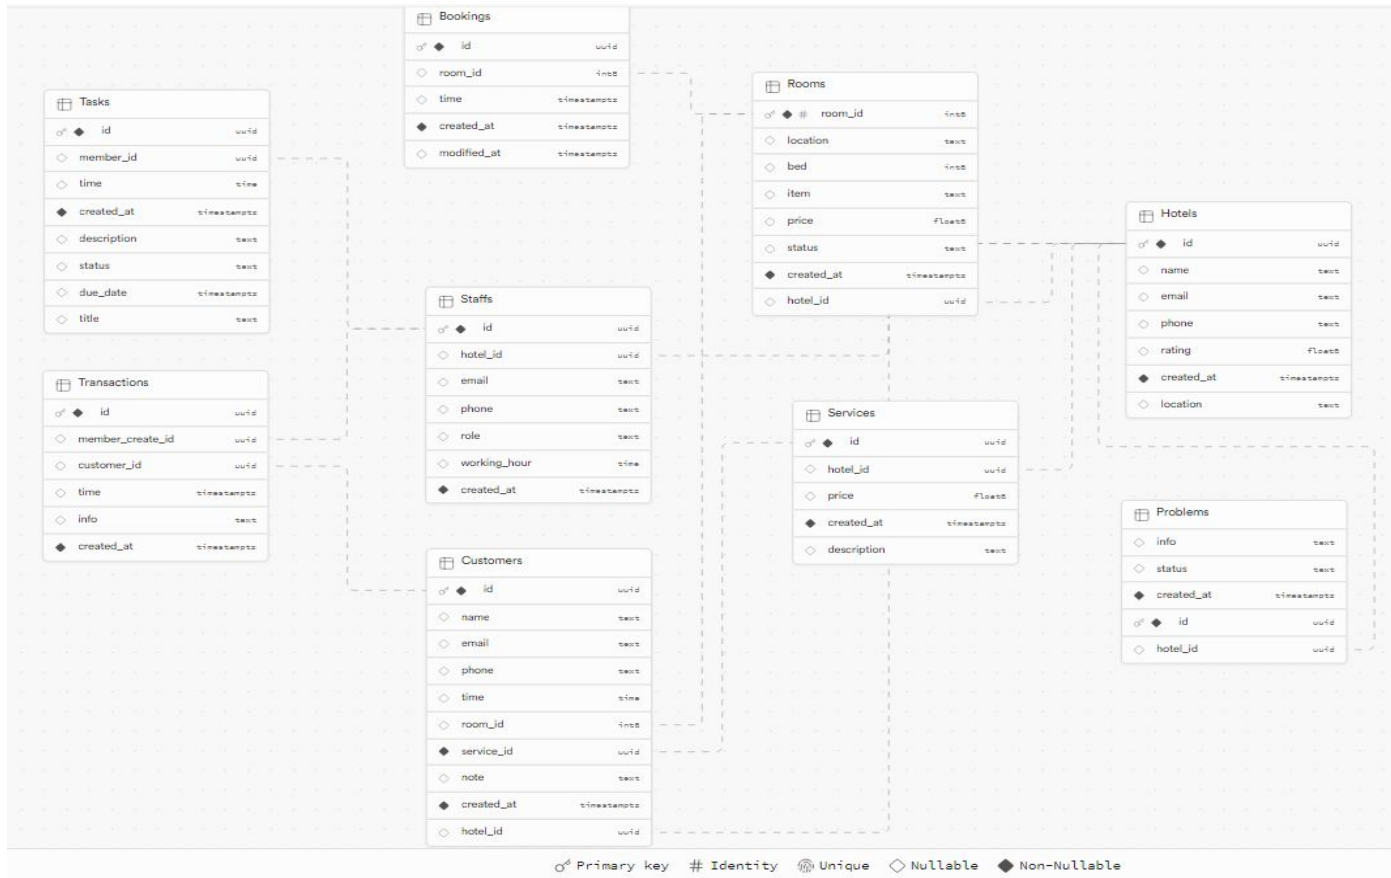 Bookings
id uuid
room_id int8
time timestamptz
created_at timestamptz
modified_at timestamptz
Tasks
id uuid
member_id uuid
time time
created_at timestamptz
description text
status text
due_date timestamptz
title text
Rooms
# room_id int8
location text
bed int8
item text
price float8
status text
created_at timestamptz
hotel_id uuid
Hotels
id uuid
name text
email text
phone text
rating float8
created_at timestamptz
location text
Staffs
id uuid
hotel_id uuid
email text
phone text
role text
working_hour time
created_at timestamptz
Transactions
id uuid
member_create_id uuid
customer_id uuid
time timestamptz
info text
created_at timestamptz
Services
id uuid
hotel_id uuid
price float8
created_at timestamptz
description text
Problems
info text
status text
created_at timestamptz
id uuid
hotel_id uuid
Customers
id uuid
name text
email text
phone text
time time
room_id int8
service_id uuid
note text
created_at timestamptz
hotel_id uuid
Primary key # Identity Unique Nullable Non-Nullable